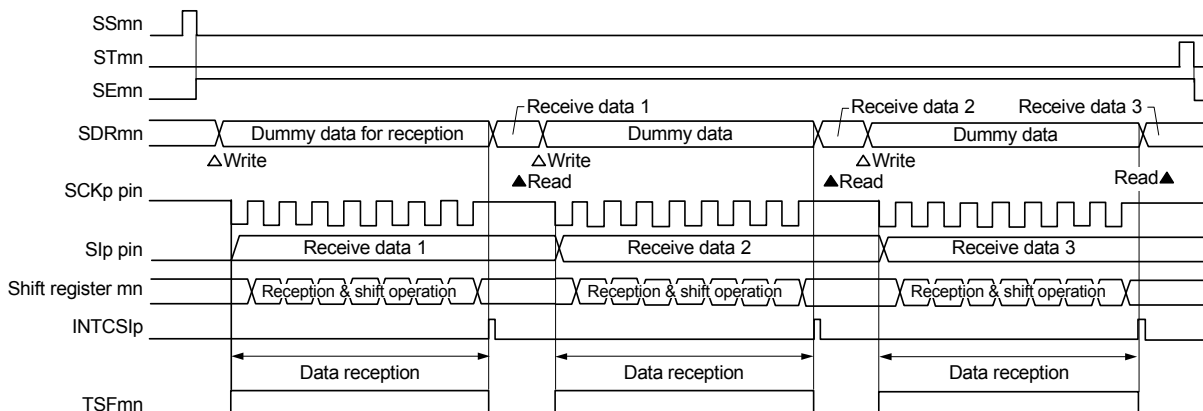 SSmn
STmn
SEmn
Receive data 1 Receive data 2 Receive data 3
SDRmn Dummy data for reception Dummy data Dummy data
△Write △Write △Write
▲Read ▲Read Read▲
SCKp pin
SIp pin Receive data 1 Receive data 2 Receive data 3
Shift register mn Reception & shift operation Reception & shift operation Reception & shift operation
INTCSIp
Data reception Data reception Data reception
TSFmn